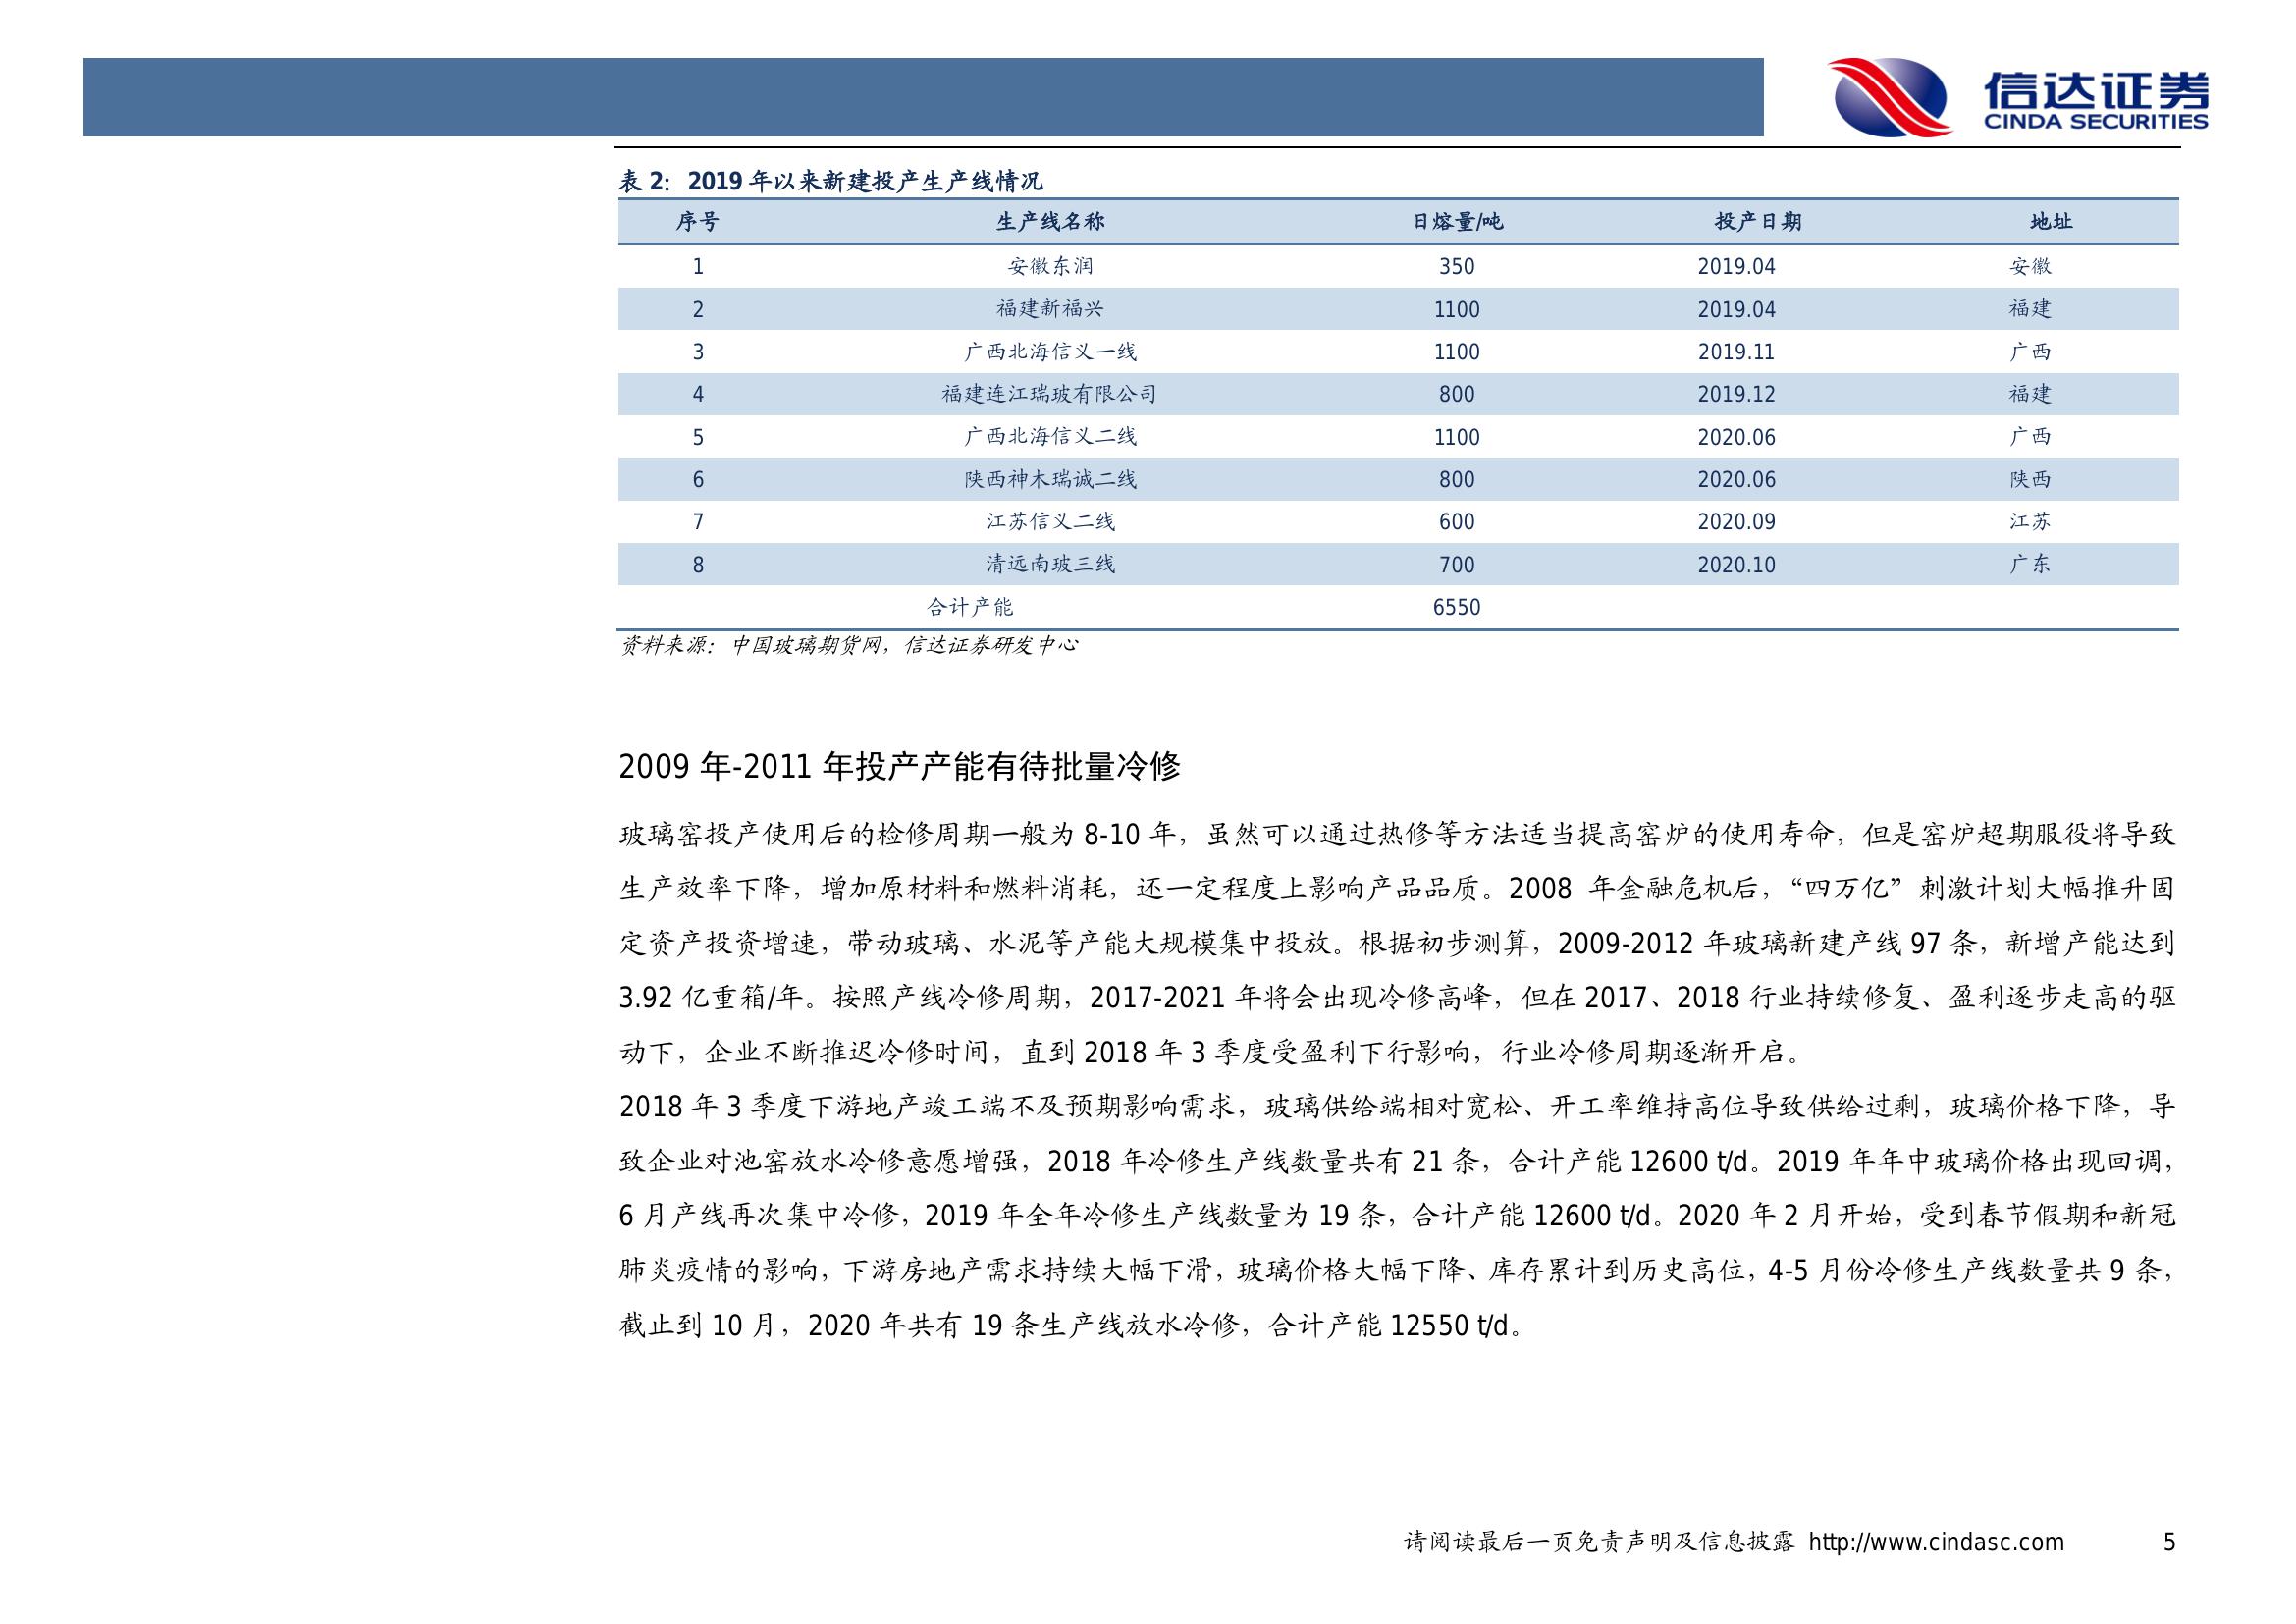 信达证券
CINDA SECURITIES
表 2：2019 年以来新建投产生产线情况
序号 生产线名称 日熔量/吨 投产日期 地址
1 安徽东润 350 2019.04 安徽
2 福建新福兴 1100 2019.04 福建
3 广西北海信义一线 1100 2019.11 广西
4 福建连江瑞玻有限公司 800 2019.12 福建
5 广西北海信义二线 1100 2020.06 广西
6 陕西神木瑞诚二线 800 2020.06 陕西
7 江苏信义二线 600 2020.09 江苏
8 清远南玻三线 700 2020.10 广东
合计产能 6550
资料来源：中国玻璃期货网，信达证券研发中心
2009 年-2011 年投产产能有待批量冷修
玻璃窑投产使用后的检修周期一般为 8-10 年，虽然可以通过热修等方法适当提高窑炉的使用寿命，但是窑炉超期服役将导致
生产效率下降，增加原材料和燃料消耗，还一定程度上影响产品品质。2008 年金融危机后，“四万亿”刺激计划大幅推升固
定资产投资增速，带动玻璃、水泥等产能大规模集中投放。根据初步测算，2009-2012 年玻璃新建产线 97 条，新增产能达到
3.92 亿重箱/年。按照产线冷修周期，2017-2021 年将会出现冷修高峰，但在 2017、2018 行业持续修复、盈利逐步走高的驱
动下，企业不断推迟冷修时间，直到 2018 年 3 季度受盈利下行影响，行业冷修周期逐渐开启。
2018 年 3 季度下游地产竣工端不及预期影响需求，玻璃供给端相对宽松、开工率维持高位导致供给过剩，玻璃价格下降，导
致企业对池窑放水冷修意愿增强，2018 年冷修生产线数量共有 21 条，合计产能 12600 t/d。2019 年年中玻璃价格出现回调，
6 月产线再次集中冷修，2019 年全年冷修生产线数量为 19 条，合计产能 12600 t/d。2020 年 2 月开始，受到春节假期和新冠
肺炎疫情的影响，下游房地产需求持续大幅下滑，玻璃价格大幅下降、库存累计到历史高位，4-5 月份冷修生产线数量共 9 条，
截止到 10 月，2020 年共有 19 条生产线放水冷修，合计产能 12550 t/d。
请阅读最后一页免责声明及信息披露 http://www.cindasc.com 5